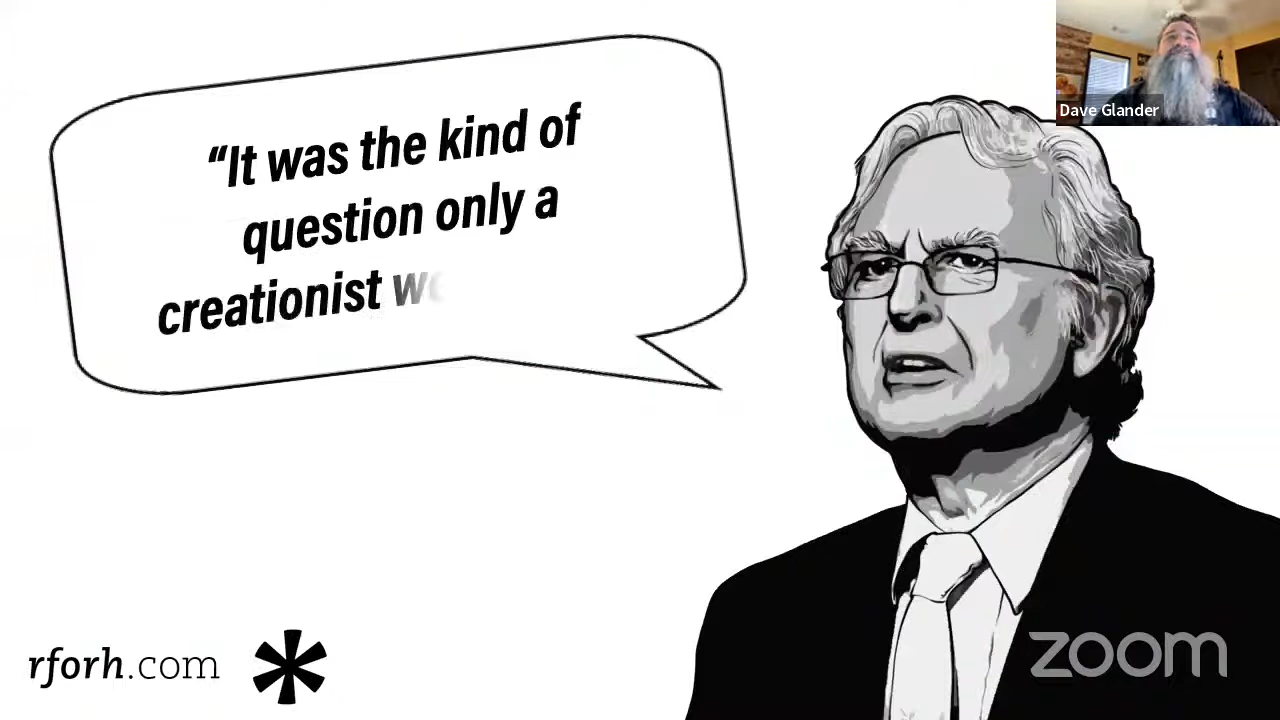 “It was the kind of
question only a
creationist
Dave Glander
rforh.com
zoom